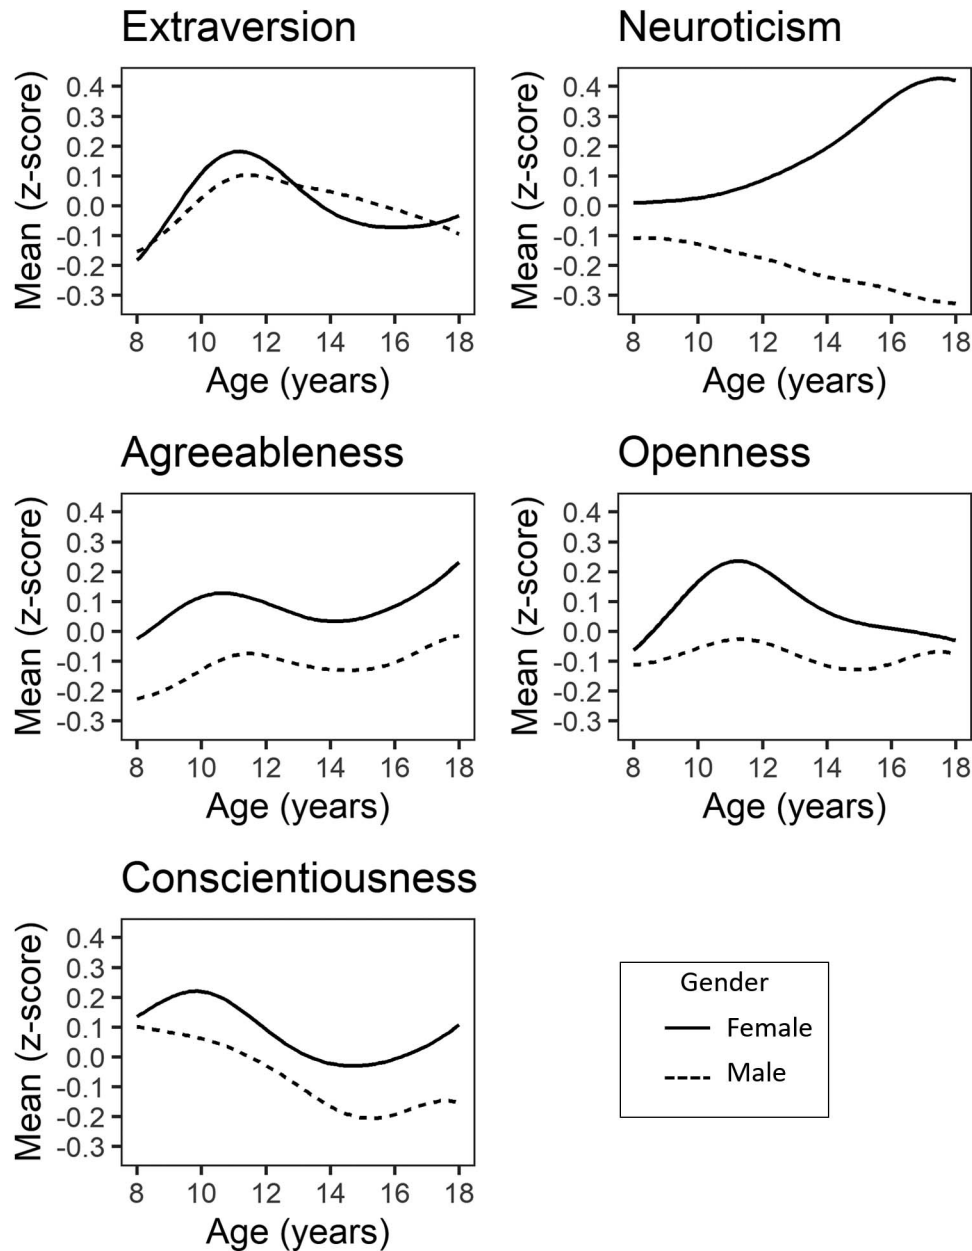 Extraversion
Mean (z-score)
0.4
0.3
0.2
0.1
0.0
-0.1
-0.2
-0.3
8 10 12 14 16 18
Age (years)
Neuroticism
Mean (z-score)
0.4
0.3
0.2
0.1
0.0
-0.1
-0.2
-0.3
8 10 12 14 16 18
Age (years)
Agreeableness
Mean (z-score)
0.4
0.3
0.2
0.1
0.0
-0.1
-0.2
-0.3
8 10 12 14 16 18
Age (years)
Openness
Mean (z-score)
0.4
0.3
0.2
0.1
0.0
-0.1
-0.2
-0.3
8 10 12 14 16 18
Age (years)
Conscientiousness
Mean (z-score)
0.4
0.3
0.2
0.1
0.0
-0.1
-0.2
-0.3
8 10 12 14 16 18
Age (years)
Gender
Female
Male